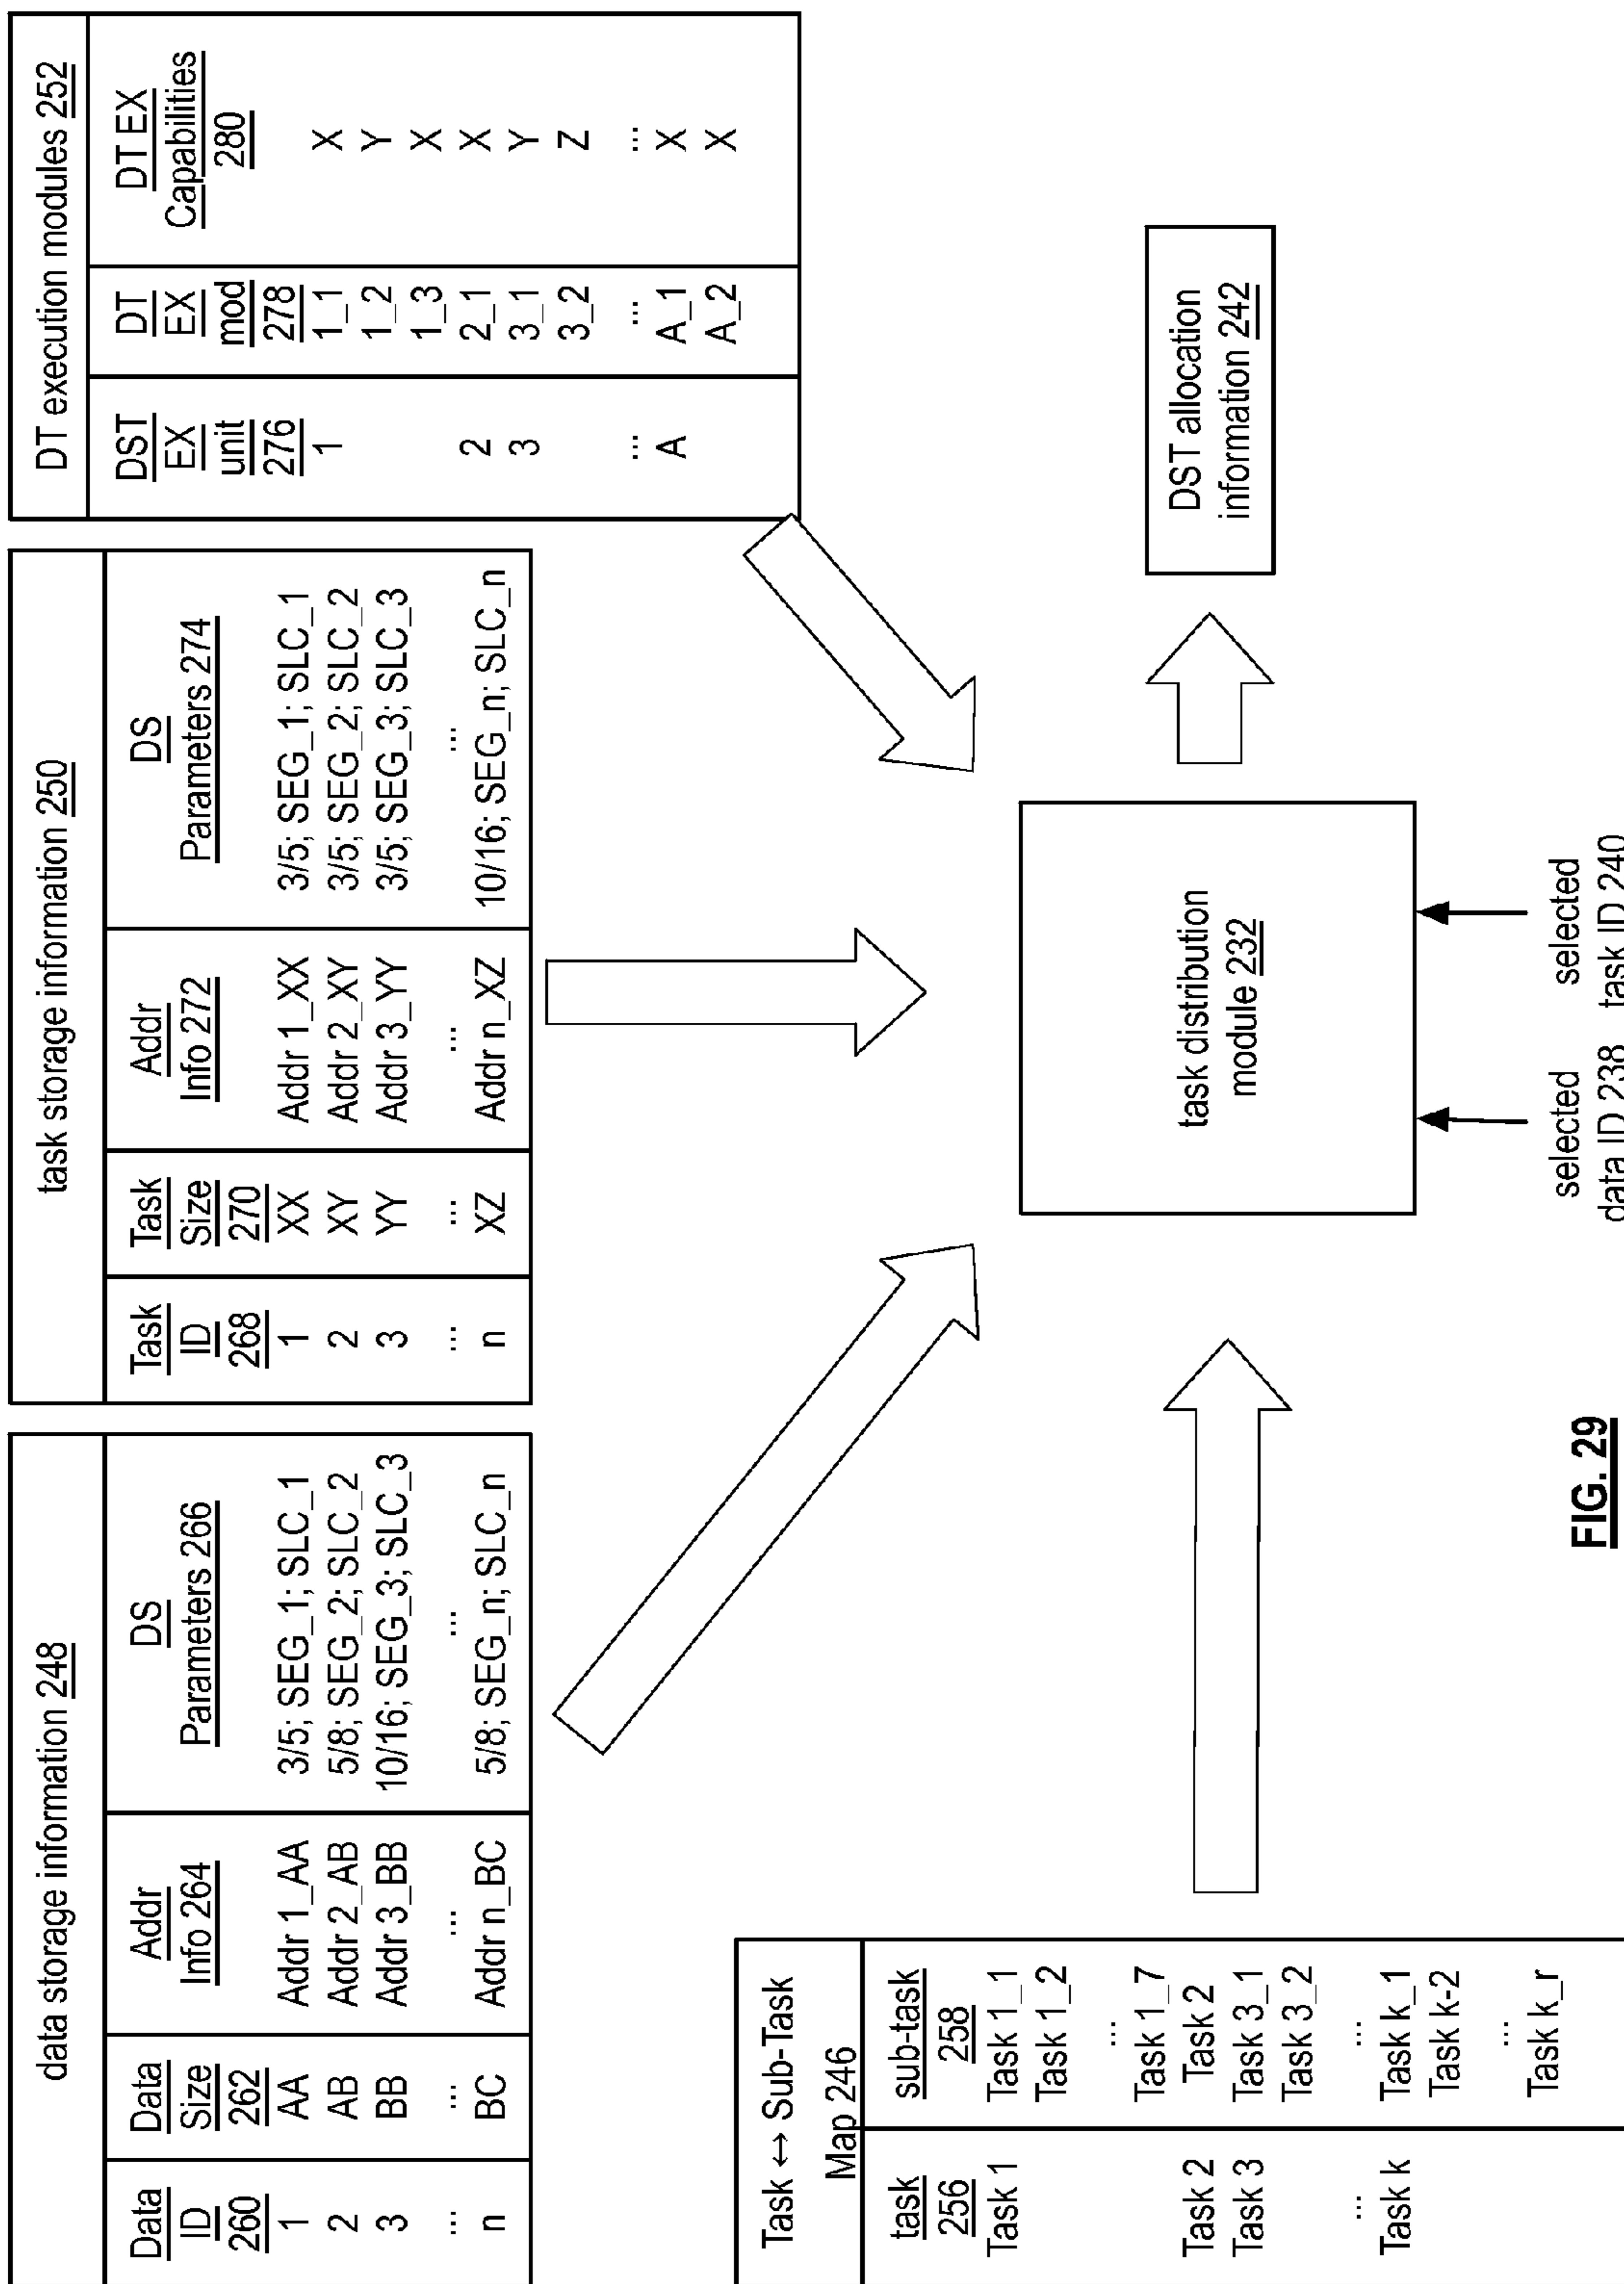 data storage information 248
Data ID 260 Data Size 262 Addr Info 264 DS Parameters 266
1 AA Addr 1_AA 3/5; SEG_1; SLC_1
2 AB Addr 2_AB 5/8; SEG_2; SLC_2
3 BB Addr 3_BB 10/16; SEG_3; SLC_3
... ... ... ...
n BC Addr n_BC 5/8; SEG_n; SLC_n
task storage information 250
Task ID 268 Task Size 270 Addr Info 272 DS Parameters 274
1 XX Addr 1_XX 3/5; SEG_1; SLC_1
2 XY Addr 2_XY 3/5; SEG_2; SLC_2
3 YY Addr 3_YY 3/5; SEG_3; SLC_3
... ... ... ...
n XZ Addr n_XZ 10/16; SEG_n; SLC_n
DT execution modules 252
DST EX unit 276 DT EX mod 278 DT EX Capabilities 280
1 1_1 X
1_2 Y
1_3 X
2 2_1 X
3 3_1 Y
3_2 Z
... ... ...
A A_1 X
A_2 X
Task ↔ Sub-Task
Map 246
task 256 sub-task 258
Task 1 Task 1_1
Task 1_2
...
Task 1_7
Task 2 Task 2
Task 3 Task 3_1
Task 3_2
... ...
Task k Task k_1
Task k-2
...
Task k_r
task distribution
module 232
DST allocation
information 242
selected
data ID 238
selected
task ID 240
FIG. 29